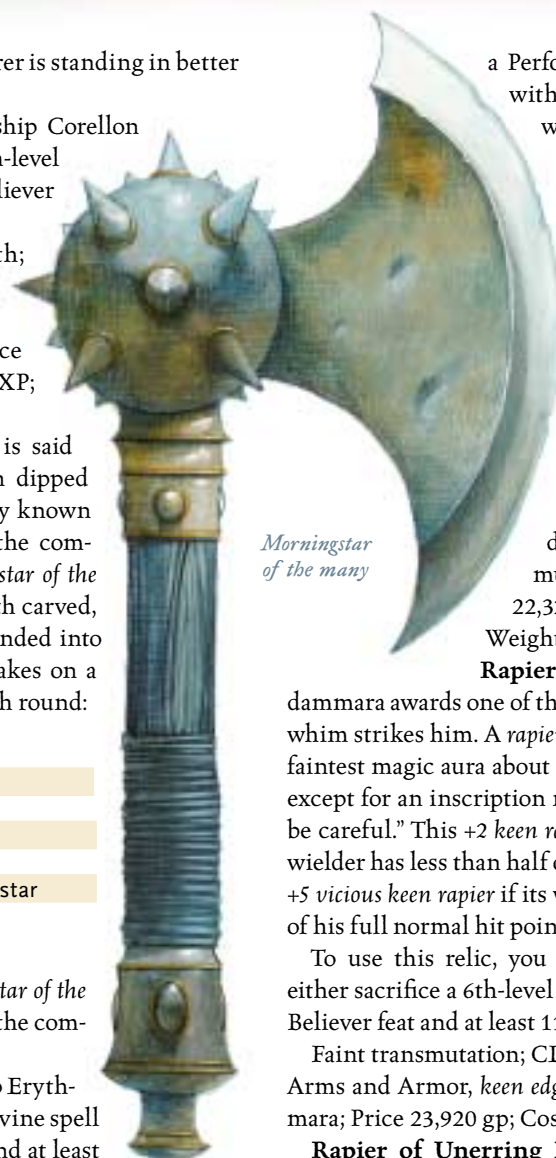 rer is standing in better
ship Corellon
h-level
liever
th;
ce
XP;
is said
n dipped
y known
the com-
star of the
th carved,
nded into
akes on a
h round:
star
tar of the
the com-
o Eryth-
vine spell
nd at least
Morningstar
of the many
a Perfo
with
w
d
mu
22,3
Weight
Rapier
dammara awards one of th
whim strikes him. A rapie
faintest magic aura about
except for an inscription
be careful.” This +2 keen ra
wielder has less than half
+5 vicious keen rapier if its
of his full normal hit poin
To use this relic, you
either sacrifice a 6th-level
Believer feat and at least 11
Faint transmutation; CL
Arms and Armor, keen edg
mara; Price 23,920 gp; Cos
Rapier of Unerring